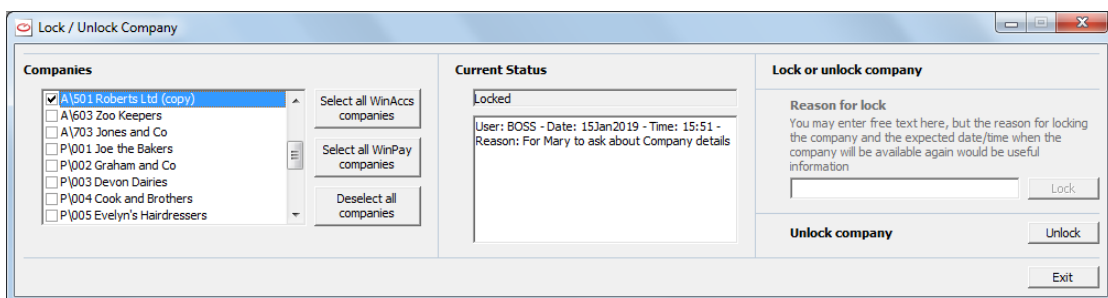 Lock / Unlock Company
Companies
A\501 Roberts Ltd (copy)
A\603 Zoo Keepers
A\703 Jones and Co
P\001 Joe the Bakers
P\002 Graham and Co
P\003 Devon Dairies
P\004 Cook and Brothers
P\005 Evelyn's Hairdressers
Select all WinAccs
companies
Select all WinPay
companies
Deselect all
companies
Current Status
Locked
User: BOSS - Date: 15Jan2019 - Time: 15:51 -
Reason: For Mary to ask about Company details
Lock or unlock company
Reason for lock
You may enter free text here, but the reason for locking
the company and the expected date/time when the
company will be available again would be useful
information
Lock
Unlock company
Unlock
Exit